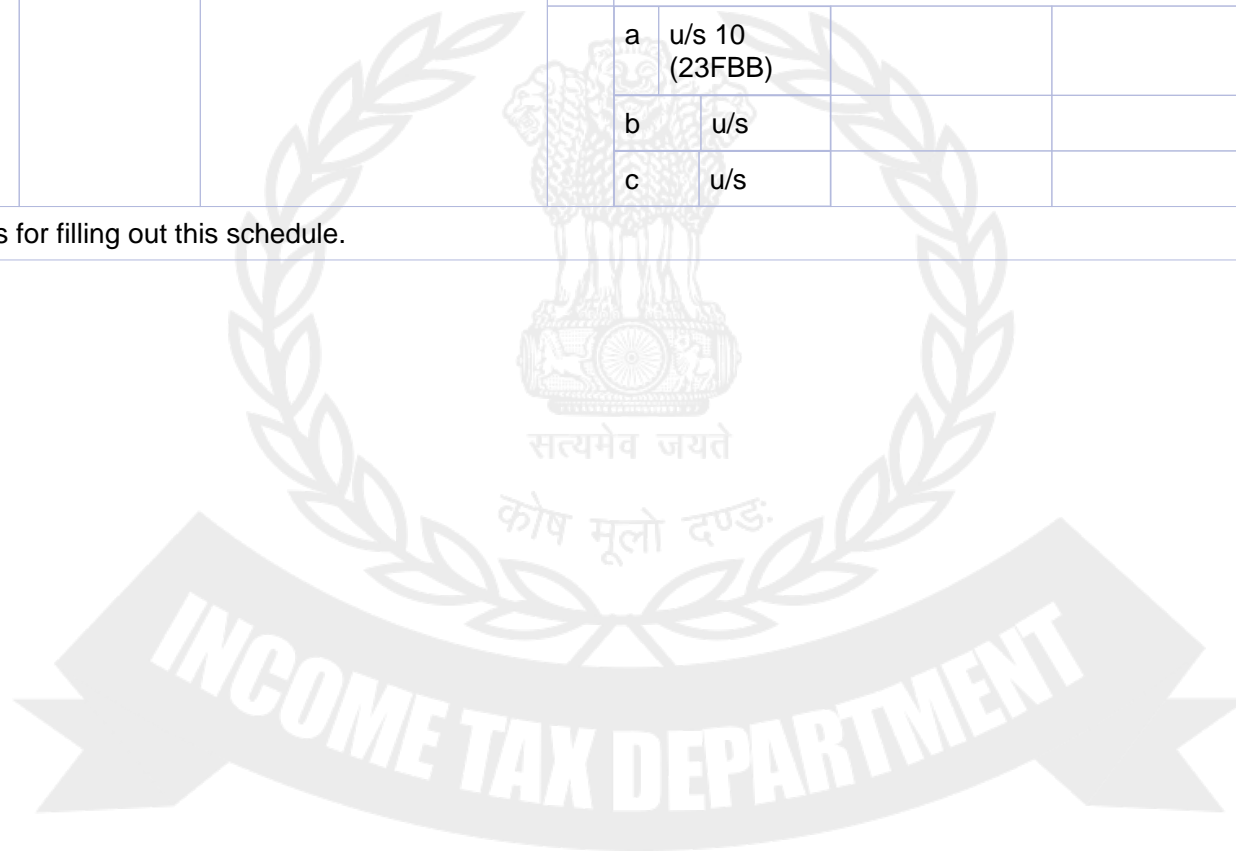 a u/s 10
(23FBB)
b u/s
c u/s
s for filling out this schedule.
सत्यमेव जयते
कोष मूलो दण्डः
INCOME TAX DEPARTMENT